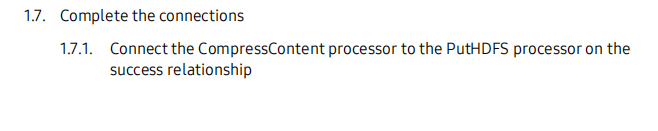 1.7. Complete the connections
1.7.1. Connect the CompressContent processor to the PutHDFS processor on the
success relationship